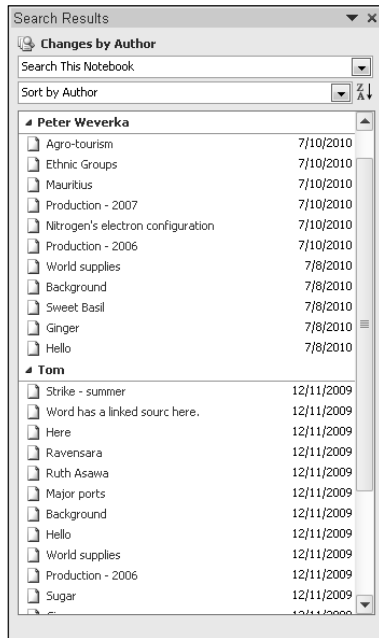 Search Results
Changes by Author
Search This Notebook
Sort by Author
Z
A
Peter Weverka
Agro-tourism 7/10/2010
Ethnic Groups 7/10/2010
Mauritius 7/10/2010
Production - 2007 7/10/2010
Nitrogen's electron configuration 7/10/2010
Production - 2006 7/10/2010
World supplies 7/8/2010
Background 7/8/2010
Sweet Basil 7/8/2010
Ginger 7/8/2010
Hello 7/8/2010
Tom
Strike - summer 12/11/2009
Word has a linked sourc here. 12/11/2009
Here 12/11/2009
Ravensara 12/11/2009
Ruth Asawa 12/11/2009
Major ports 12/11/2009
Background 12/11/2009
Hello 12/11/2009
World supplies 12/11/2009
Production - 2006 12/11/2009
Sugar 12/11/2009